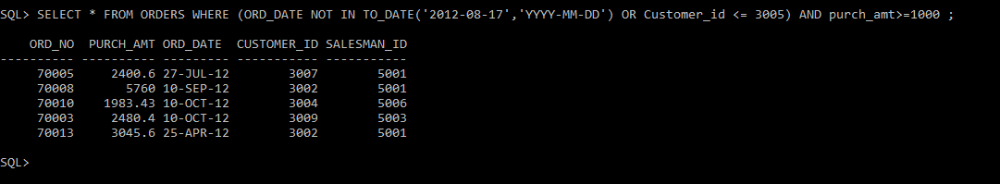 SQL> SELECT * FROM ORDERS WHERE (ORD_DATE NOT IN TO_DATE('2012-08-17','YYYY-MM-DD') OR Customer_id <= 3005) AND purch_amt>=1000 ;
    ORD_NO  PURCH_AMT ORD_DATE  CUSTOMER_ID SALESMAN_ID
---------- ---------- --------- ----------- -----------
     70005     2400.6 27-JUL-12        3007        5001
     70008       5760 10-SEP-12        3002        5001
     70010    1983.43 10-OCT-12        3004        5006
     70003     2480.4 10-OCT-12        3009        5003
     70013     3045.6 25-APR-12        3002        5001
SQL>